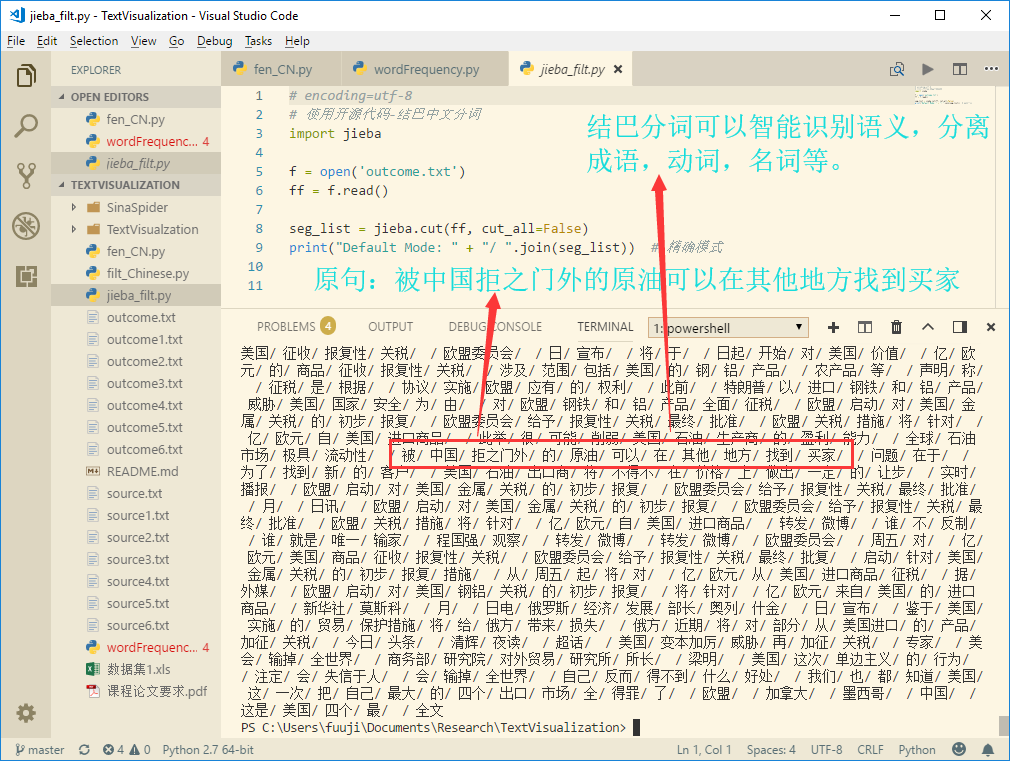 jieba_filt.py - TextVisualization - Visual Studio Code
File Edit Selection View Go Debug Tasks Help
EXPLORER
OPEN EDITORS
fen_CN.py
wordFrequenc... 4
jieba_filt.py
TEXTVISUALIZATION
SinaSpider
TextVisualzation
fen_CN.py
filt_Chinese.py
jieba_filt.py
outcome.txt
outcome1.txt
outcome2.txt
outcome3.txt
outcome4.txt
outcome5.txt
outcome6.txt
README.md
source.txt
source1.txt
source2.txt
source3.txt
source4.txt
source5.txt
source6.txt
wordFrequenc... 4
数据集1.xls
课程论文要求.pdf
fen_CN.py wordFrequency.py jieba_filt.py
1 # encoding=utf-8
2 # 使用开源代码-结巴中文分词
3 import jieba
4
5 f = open('outcome.txt')
6 ff = f.read()
7
8 seg_list = jieba.cut(ff, cut_all=False)
9 print("Default Mode: " + "/ ".join(seg_list)) # 精确模式
10
11
结巴分词可以智能识别语义，分离
成语，动词，名词等。
原句：被中国拒之门外的原油可以在其他地方找到买家
PROBLEMS 4 OUTPUT DEBUG CONSOLE TERMINAL 1: powershell
美国/ 征收/ 报复性/ 关税/ / 欧盟委员会/ / 日/ 宣布/ / 将/ 于/ / 日起/ 开始/ 对/ 美国/ 价值/ / 亿/ 欧
元/ 的/ 商品/ 征收/ 报复性/ 关税/ / 涉及/ 范围/ 包括/ 美国/ 的/ 钢/ 铝/ 产品/ / 农产品/ 等/ / 声明/ 称/
/ 征税/ 是/ 根据/ / 协议/ 实施/ 欧盟/ 应有/ 的/ 权利/ / 此前/ / 特朗普/ 以/ 进口/ 钢铁/ 和/ 铝/ 产品/
威胁/ 美国/ 国家/ 安全/ 为/ 由/ / 对/ 欧盟/ 钢铁/ 和/ 铝/ 产品/ 全面/ 征税/ / 欧盟/ 启动/ 对/ 美国/ 金
属/ 关税/ 的/ 初步/ 报复/ / 欧盟委员会/ 给予/ 报复性/ 关税/ 最终/ 批准/ / 欧盟/ 关税/ 措施/ 将/ 针对/ /
亿/ 欧元/ 自/ 美国/ 进口商品/ / 此举/ 很/ 可能/ 削弱/ 美国/ 石油/ 生产商/ 的/ 盈利/ 能力/ / 全球/ 石油
市场/ 极具/ 流动性/ / 被/ 中国/ 拒之门外/ 的/ 原油/ 可以/ 在/ 其他/ 地方/ 找到/ 买家/ / 问题/ 在于/ /
为了/ 找到/ 新/ 的/ 客户/ / 美国/ 石油/ 出口商/ 将/ 不得不/ 在/ 价格/ 上/ 做出/ 一定/ 的/ 让步/ / 实时/
播报/ / 欧盟/ 启动/ 对/ 美国/ 金属/ 关税/ 的/ 初步/ 报复/ / 欧盟委员会/ 给予/ 报复性/ 关税/ 最终/ 批准/
/ 月/ / 日讯/ / 欧盟/ 启动/ 对/ 美国/ 金属/ 关税/ 的/ 初步/ 报复/ / 欧盟委员会/ 给予/ 报复性/ 关税/ 最
终/ 批准/ / 欧盟/ 关税/ 措施/ 将/ 针对/ / 亿/ 欧元/ 自/ 美国/ 进口商品/ / 转发/ 微博/ / 谁/ 不/ 反制/
/ 谁/ 就是/ 唯一/ 输家/ / 程国强/ 观察/ / 转发/ 微博/ / 转发/ 微博/ / 欧盟委员会/ / 周五/ 对/ / 亿/
欧元/ 美国/ 商品/ 征收/ 报复性/ 关税/ / 欧盟委员会/ 给予/ 报复性/ 关税/ 最终/ 批复/ / 启动/ 针对/ 美国/
金属/ 关税/ 的/ 初步/ 报复/ 措施/ / 从/ 周五/ 起/ 将/ 对/ / 亿/ 欧元/ 从/ 美国/ 进口商品/ 征税/ / 据/
外媒/ / 欧盟/ 启动/ 对/ 美国/ 钢铝/ 关税/ 的/ 初步/ 报复/ / 将/ 针对/ / 亿/ 欧元/ 来自/ 美国/ 的/ 进口
商品/ / 新华社/ 莫斯科/ / 月/ / 日电/ 俄罗斯/ 经济/ 发展/ 部长/ 奥列/ 什金/ / 日/ 宣布/ / 鉴于/ 美国/
实施/ 的/ 贸易/ 保护措施/ 将/ 给/ 俄方/ 带来/ 损失/ / 俄方/ 近期/ 将/ 对/ 部分/ 从/ 美国进口/ 的/ 产品/
加征/ 关税/ / 今日/ 头条/ / 清辉/ 夜读/ / 超话/ / 美国/ 变本加厉/ 威胁/ 再/ 加征/ 关税/ / 专家/ / 美
会/ 输掉/ 全世界/ / 商务部/ 研究院/ 对外贸易/ 研究所/ 所长/ / 梁明/ / 美国/ 这次/ 单边主义/ 的/ 行为/
/ 注定/ 会/ 失信于人/ / 会/ 输掉/ 全世界/ / 自己/ 反而/ 得不到/ 什么/ 好处/ / 我们/ 也/ 都/ 知道/ 美国/
这/ 一次/ 把/ 自己/ 最大/ 的/ 四个/ 出口/ 市场/ 全/ 得罪/ 了/ / 欧盟/ / 加拿大/ / 墨西哥/ / 中国/ /
这是/ 美国/ 四个/ 最/ / 全文
PS C:\Users\fuuji\Documents\Research\TextVisualization>
master 4 0 Python 2.7 64-bit Ln 1, Col 1 Spaces: 4 UTF-8 CRLF Python